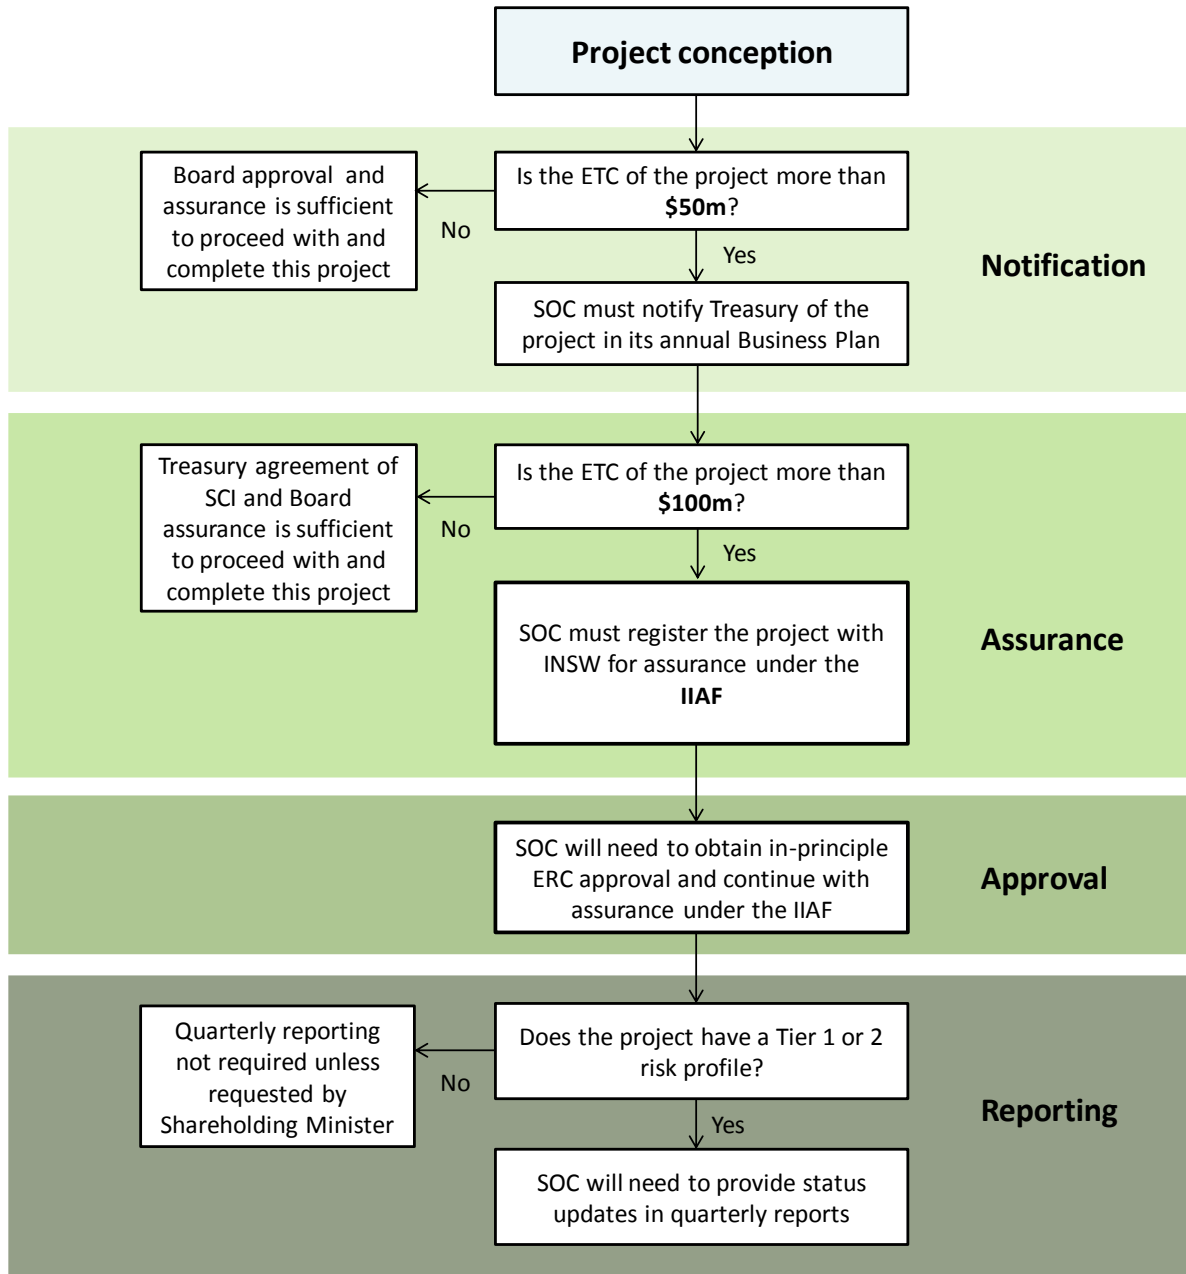 Project conception
Board approval and
assurance is sufficient
to proceed with and
complete this project
No
Is the ETC of the project more than
$50m?
Yes
Notification
SOC must notify Treasury of the
project in its annual Business Plan
Treasury agreement of
SCI and Board
assurance is sufficient
to proceed with and
complete this project
No
Is the ETC of the project more than
$100m?
Yes
Assurance
SOC must register the project with
INSW for assurance under the
IIAF
SOC will need to obtain in-principle
ERC approval and continue with
assurance under the IIAF
Approval
Quarterly reporting
not required unless
requested by
Shareholding Minister
No
Does the project have a Tier 1 or 2
risk profile?
Yes
Reporting
SOC will need to provide status
updates in quarterly reports